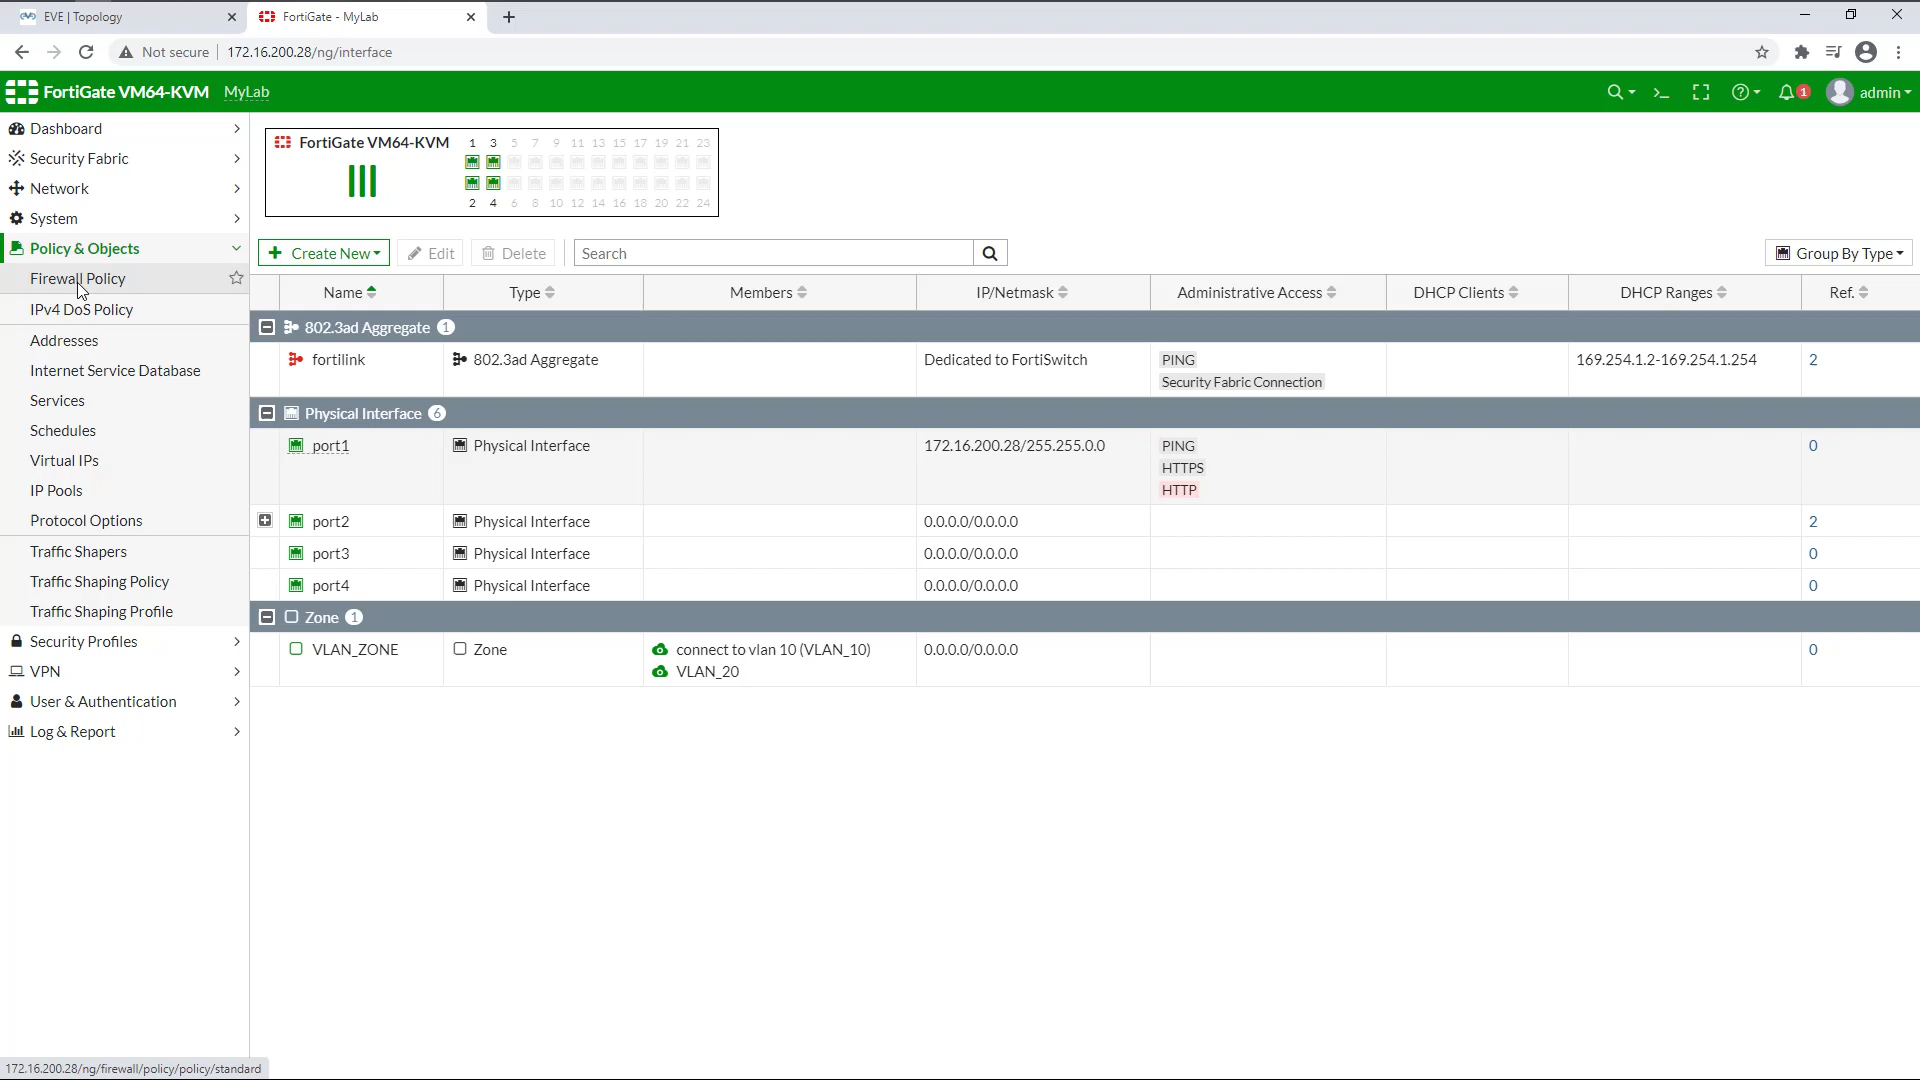 EVE | Topology
FortiGate - MyLab
Not secure
172.16.200.28/ng/interface
FortiGate VM64-KVM MyLab
1
admin
Dashboard
Security Fabric
Network
System
Policy & Objects
Firewall Policy
IPv4 DoS Policy
Addresses
Internet Service Database
Services
Schedules
Virtual IPs
IP Pools
Protocol Options
Traffic Shapers
Traffic Shaping Policy
Traffic Shaping Profile
Security Profiles
VPN
User & Authentication
Log & Report
172.16.200.28/ng/firewall/policy/policy/standard
FortiGate VM64-KVM
1 3 5 7 9 11 13 15 17 19 21 23
2 4 6 8 10 12 14 16 18 20 22 24
Create New Edit Delete Search Group By Type
Name Type Members IP/Netmask Administrative Access DHCP Clients DHCP Ranges Ref.
802.3ad Aggregate 1
fortilink 802.3ad Aggregate Dedicated to FortiSwitch PING 169.254.1.2-169.254.1.254 2
Security Fabric Connection
Physical Interface 6
port1 Physical Interface 172.16.200.28/255.255.0.0 PING 0
HTTPS
HTTP
port2 Physical Interface 0.0.0.0/0.0.0.0 2
port3 Physical Interface 0.0.0.0/0.0.0.0 0
port4 Physical Interface 0.0.0.0/0.0.0.0 0
Zone 1
VLAN_ZONE Zone connect to vlan 10 (VLAN_10) 0.0.0.0/0.0.0.0 0
VLAN_20